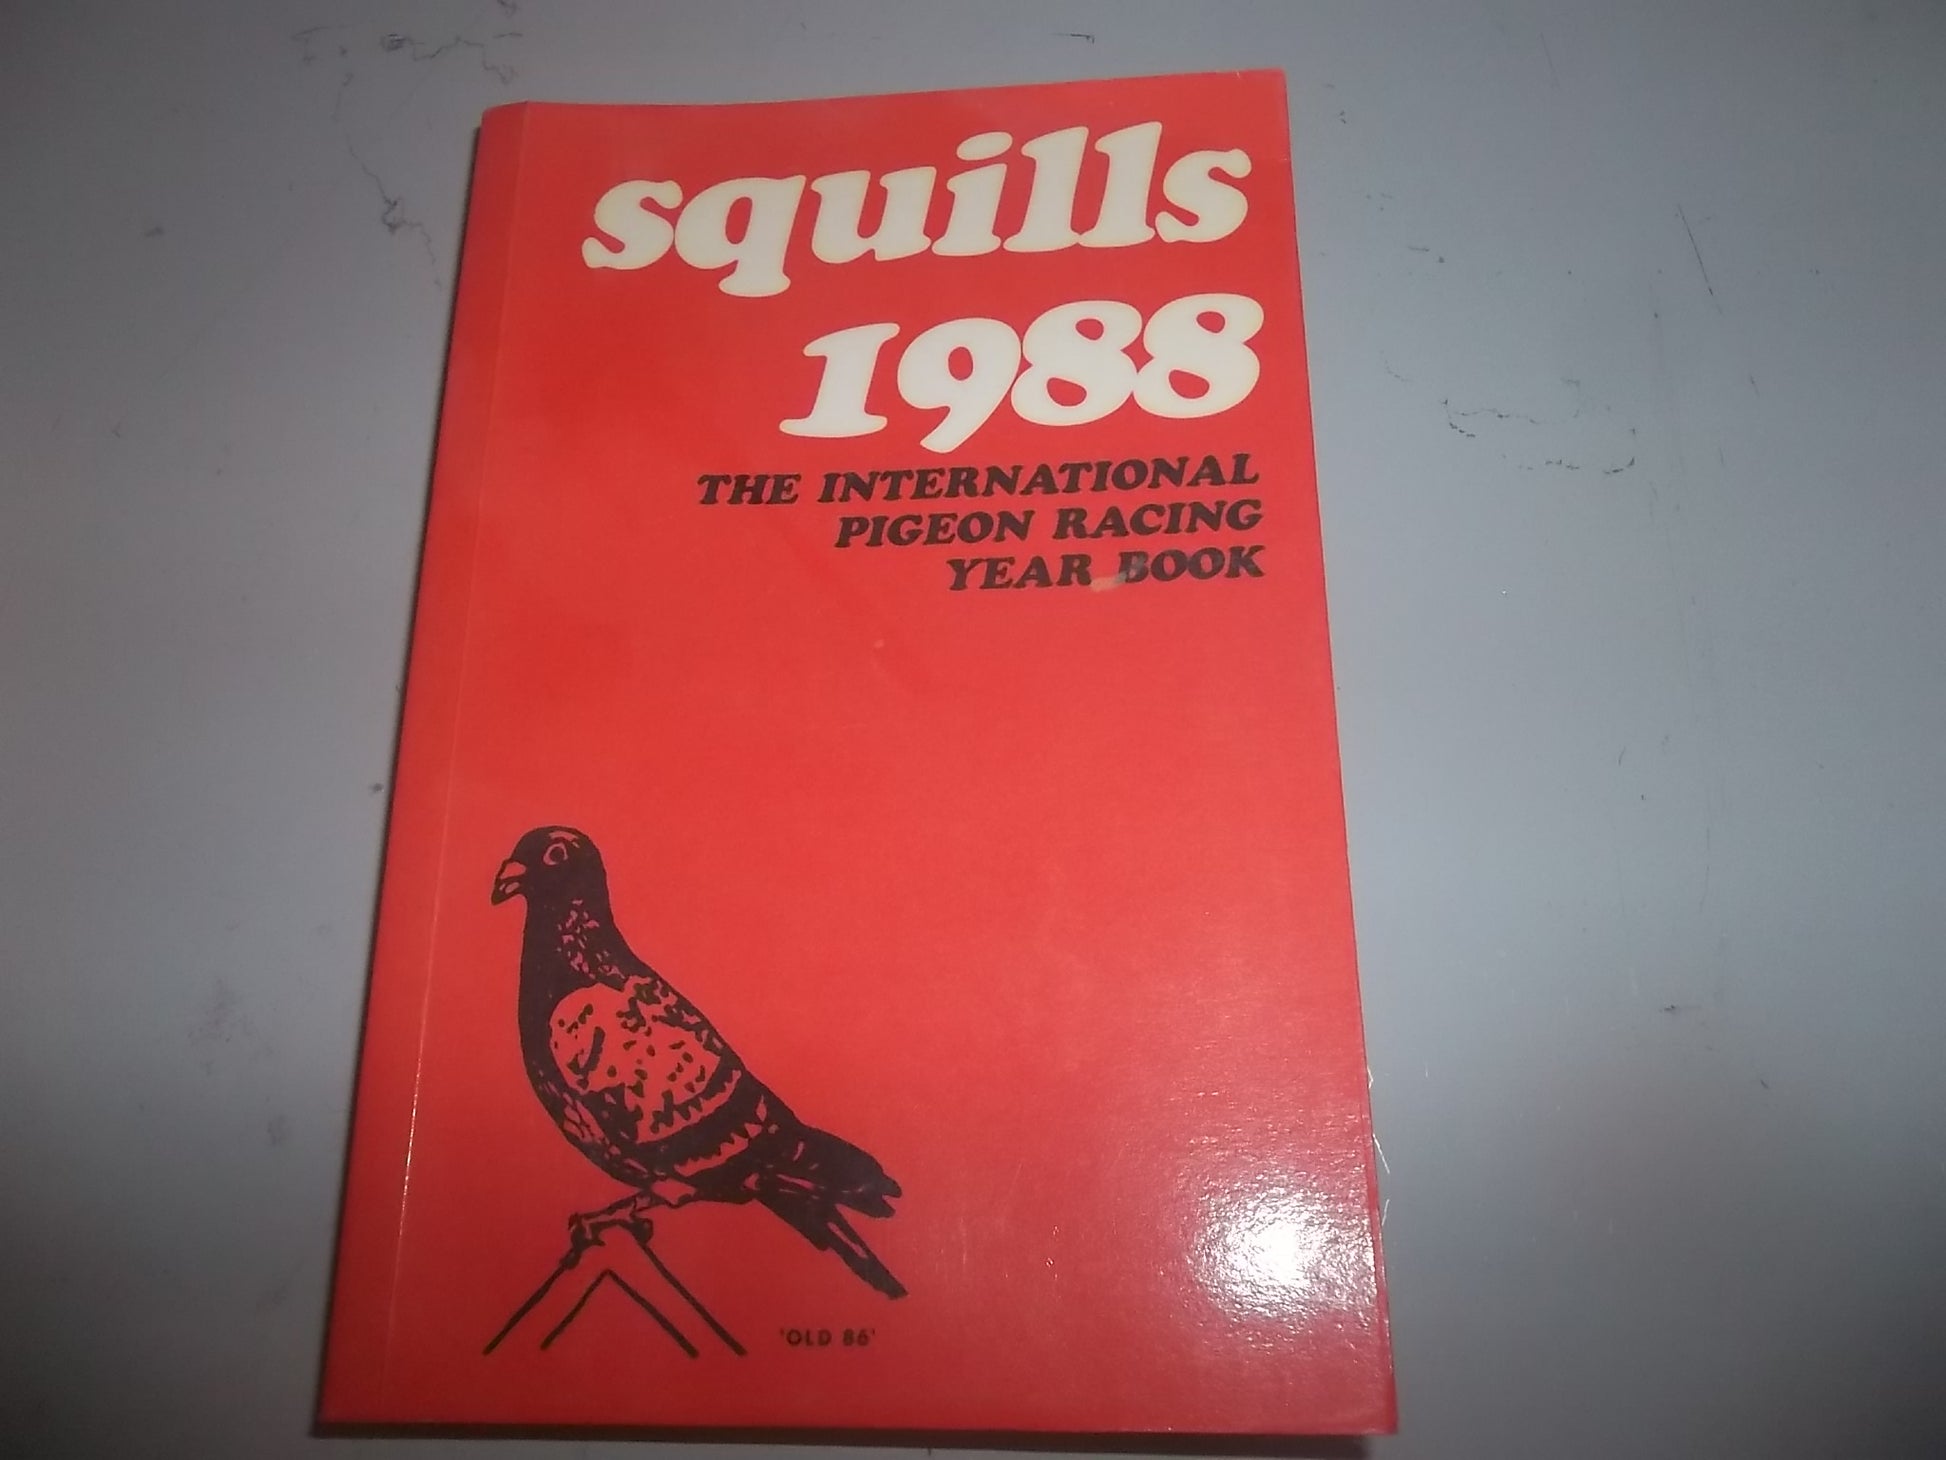 squills
1988
THE INTERNATIONAL
PIGEON RACING
YEAR BOOK
'OLD 86'